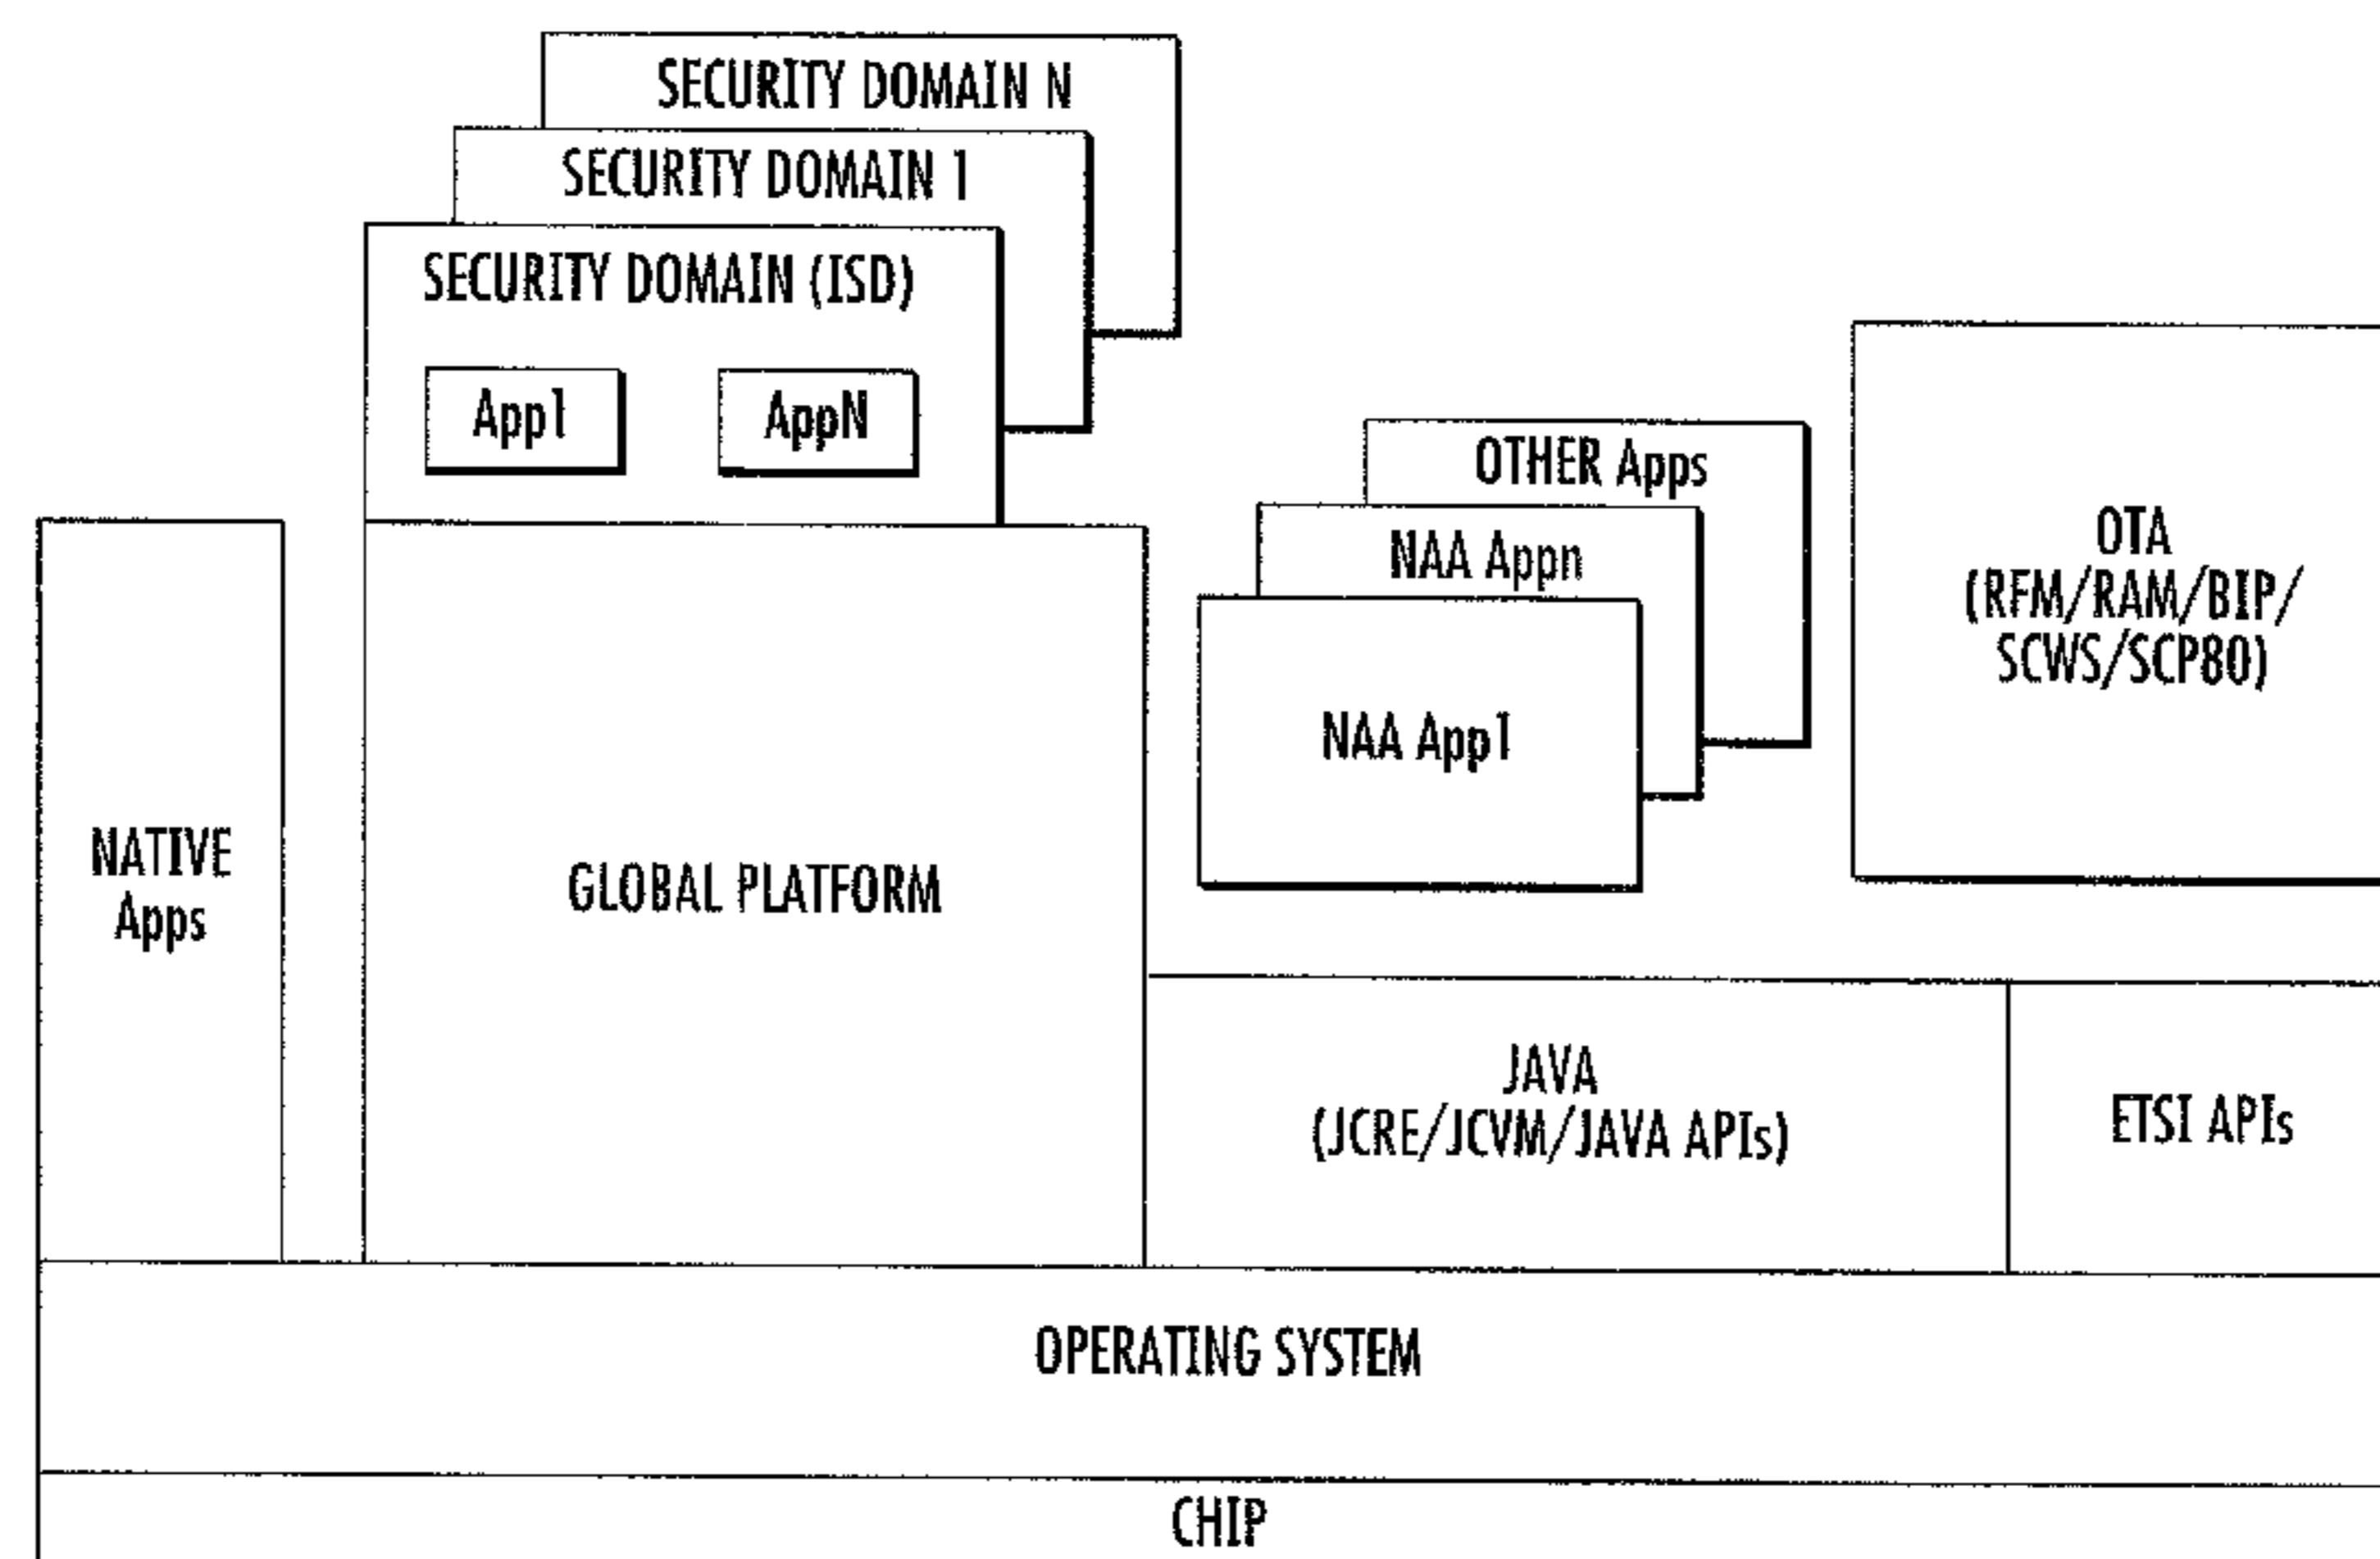 SECURITY DOMAIN N
SECURITY DOMAIN 1
SECURITY DOMAIN (ISD)
App1
AppN
OTHER Apps
NAA Appn
NAA App1
OTA
(RFM/RAM/BIP/
SCWS/SCP80)
NATIVE
Apps
GLOBAL PLATFORM
JAVA
(JCRE/JCVM/JAVA APIs)
ETSI APIs
OPERATING SYSTEM
CHIP